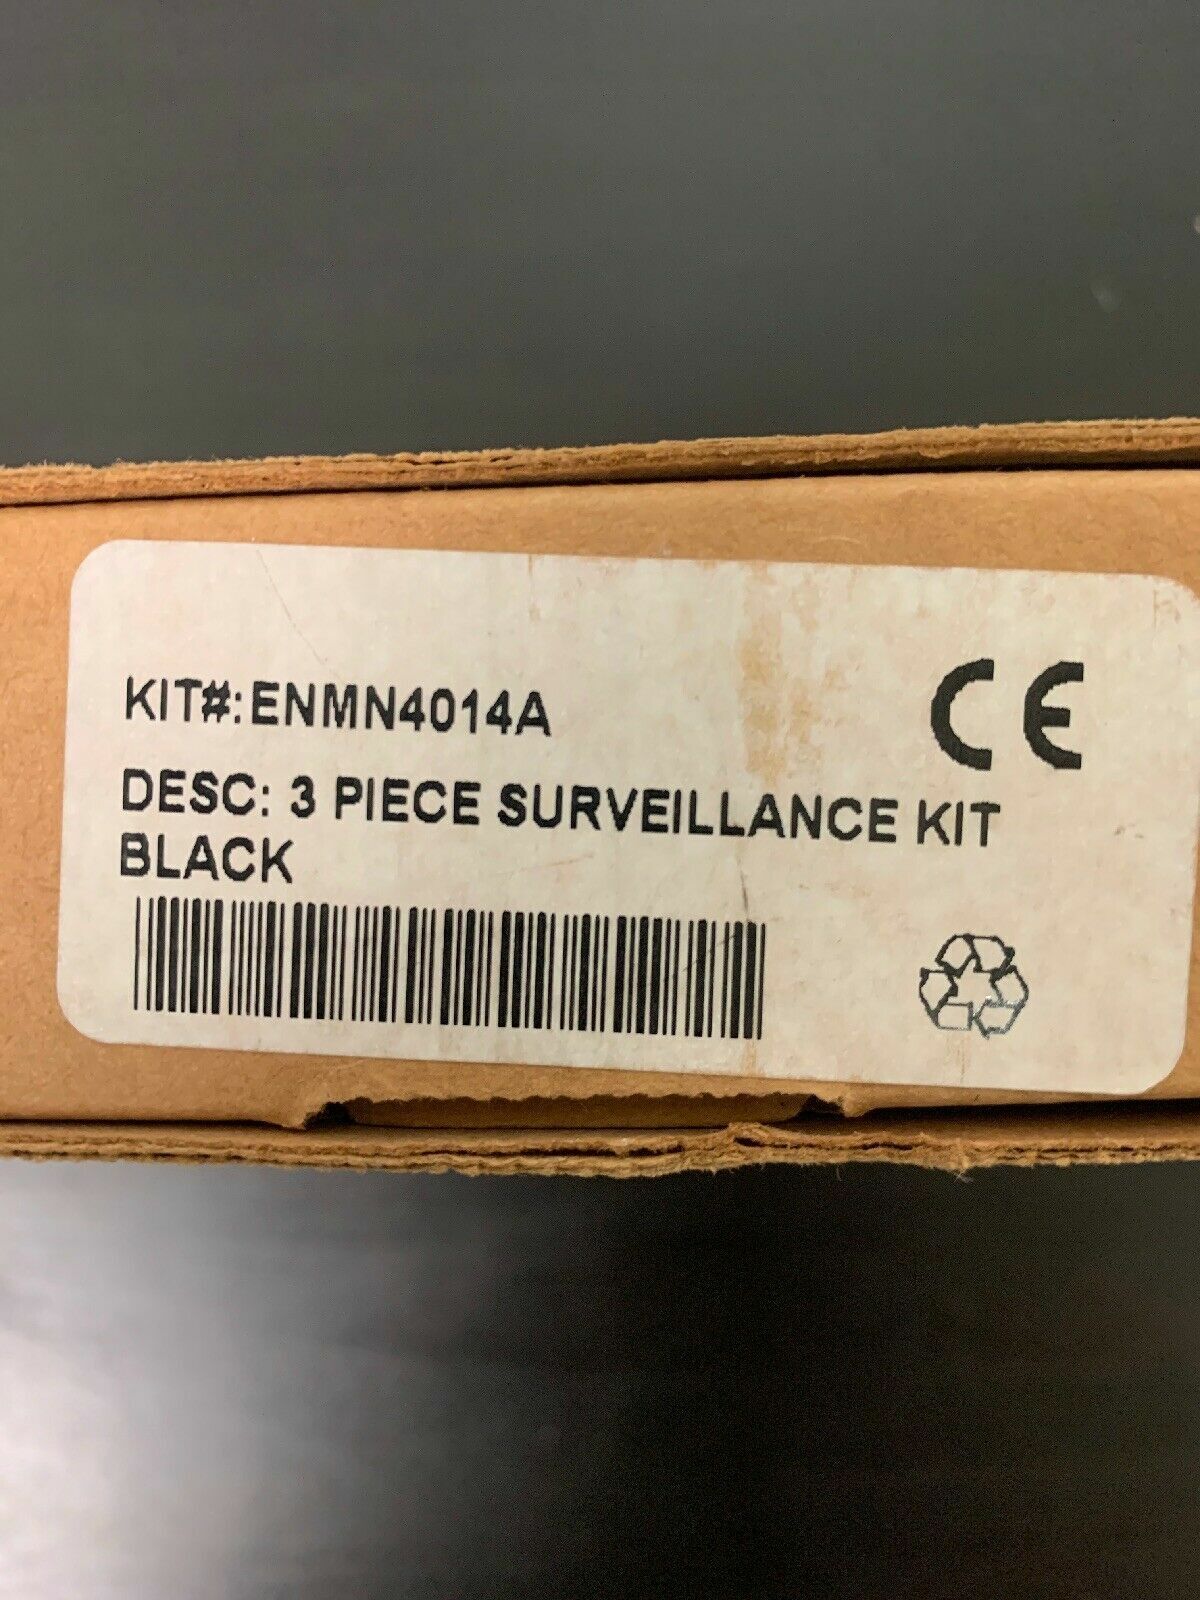 KIT#:ENMN4014A
CE
DESC: 3 PIECE SURVEILLANCE KIT
BLACK